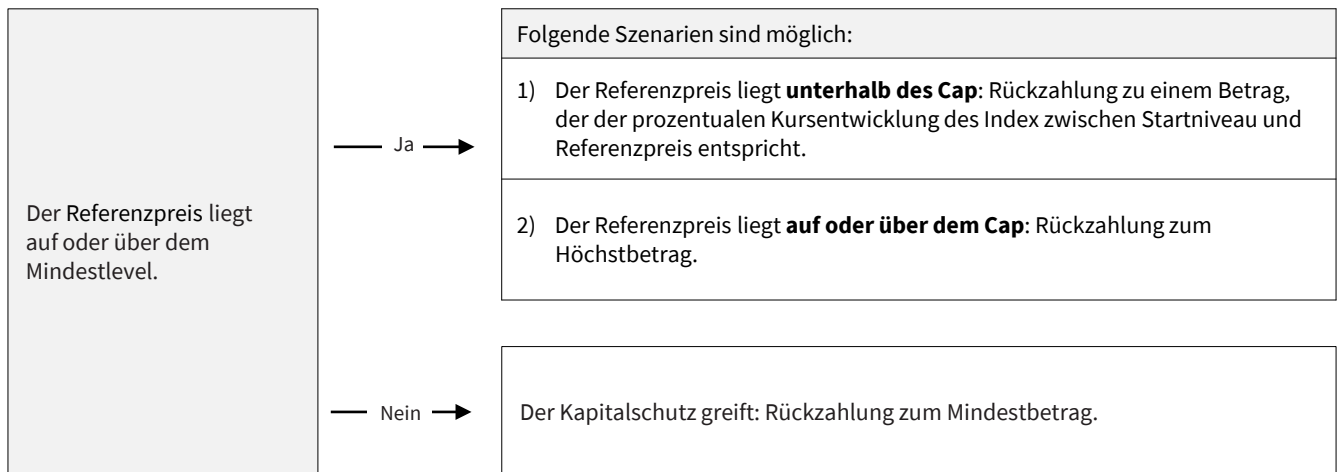 Der Referenzpreis liegt
auf oder über dem
Mindestlevel.
Ja
Folgende Szenarien sind möglich:
1) Der Referenzpreis liegt unterhalb des Cap: Rückzahlung zu einem Betrag,
der der prozentualen Kursentwicklung des Index zwischen Startniveau und
Referenzpreis entspricht.
2) Der Referenzpreis liegt auf oder über dem Cap: Rückzahlung zum
Höchstbetrag.
Nein
Der Kapitalschutz greift: Rückzahlung zum Mindestbetrag.